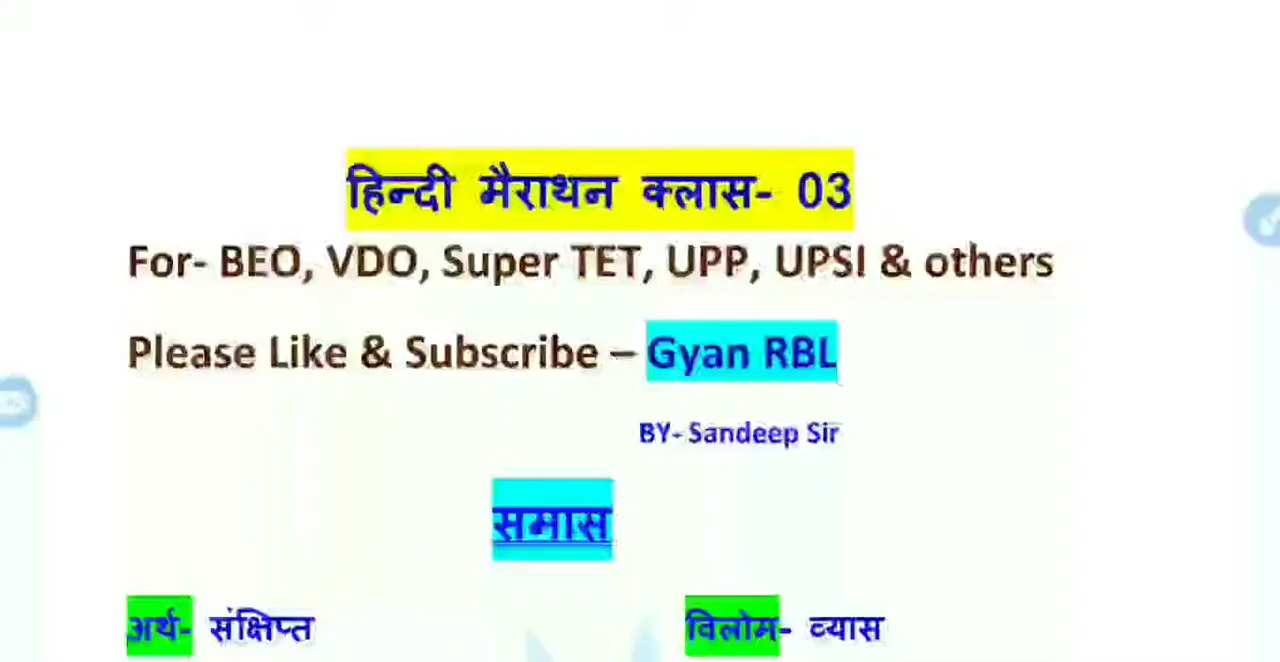 हिन्दी मैराथन क्लास- 03
For- BEO, VDO, Super TET, UPP, UPSI & others
Please Like & Subscribe – Gyan RBL
BY- Sandeep Sir
समास
अर्थ- संक्षिप्त विलोम- व्यास